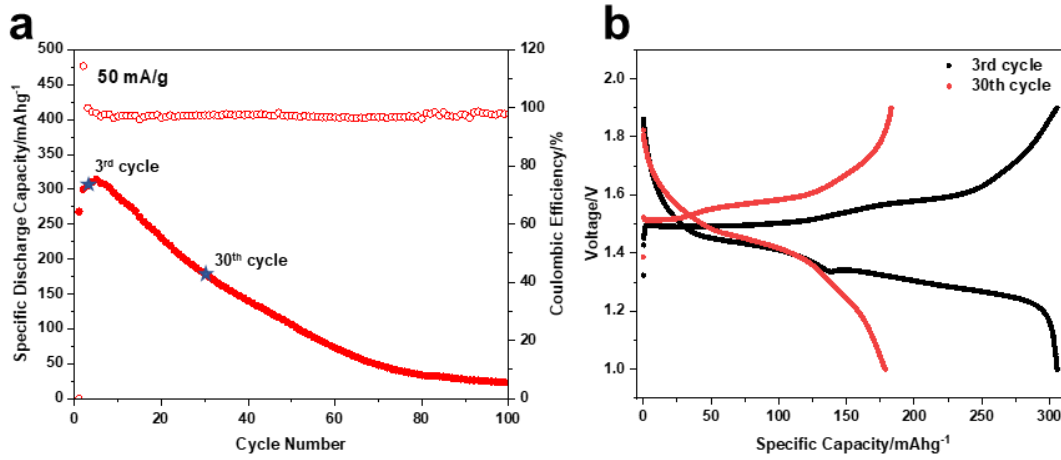 a
50 mA/g
3rd cycle
30th cycle
Specific Discharge Capacity/mAhg-1
500
450
400
350
300
250
200
150
100
50
0
Coulombic Efficiency/%
120
100
80
60
40
20
0
0 20 40 60 80 100
Cycle Number
b
3rd cycle
30th cycle
Voltage/V
2.0
1.8
1.6
1.4
1.2
1.0
0 50 100 150 200 250 300
Specific Capacity/mAhg-1